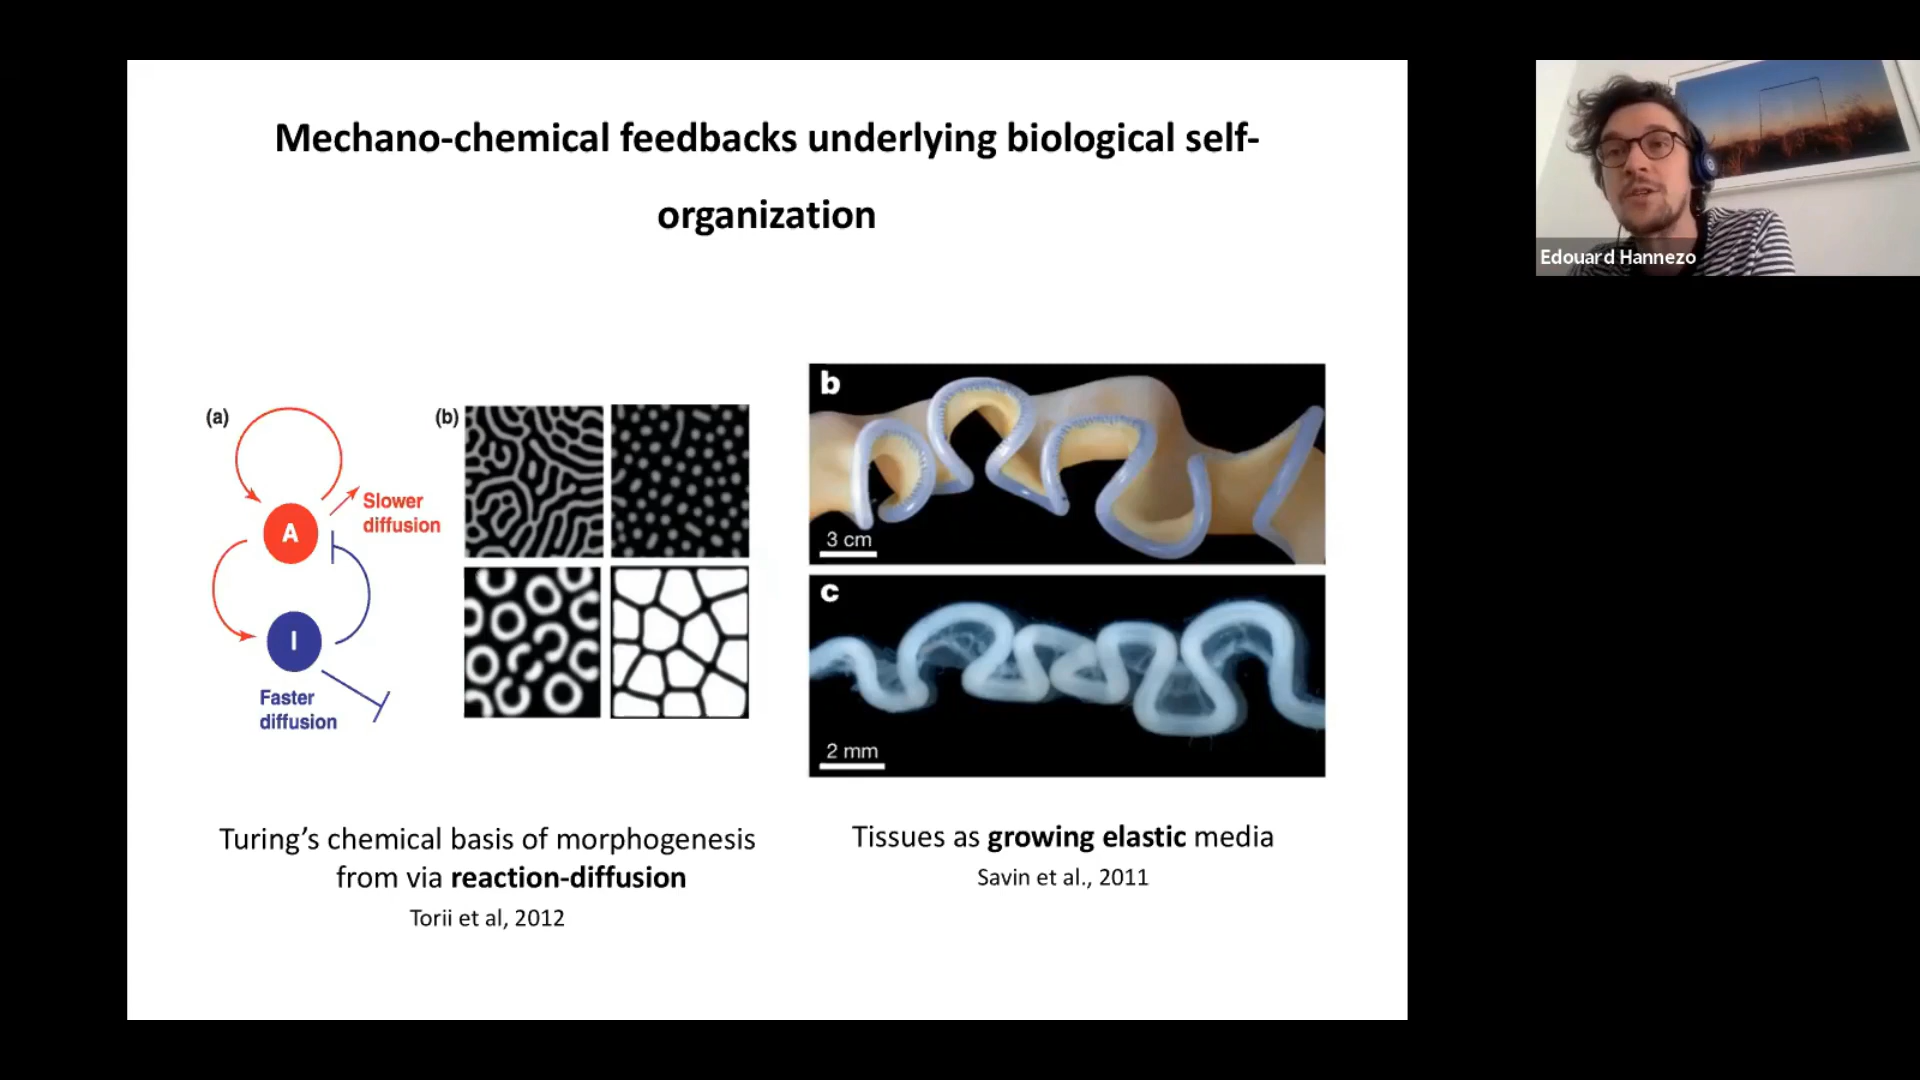 Mechano-chemical feedbacks underlying biological self-
organization
(a)
A
Slower
diffusion
I
Faster
diffusion
(b)
b
3 cm
c
2 mm
Turing's chemical basis of morphogenesis
from via reaction-diffusion
Torii et al, 2012
Tissues as growing elastic media
Savin et al., 2011
Edouard Hannezo